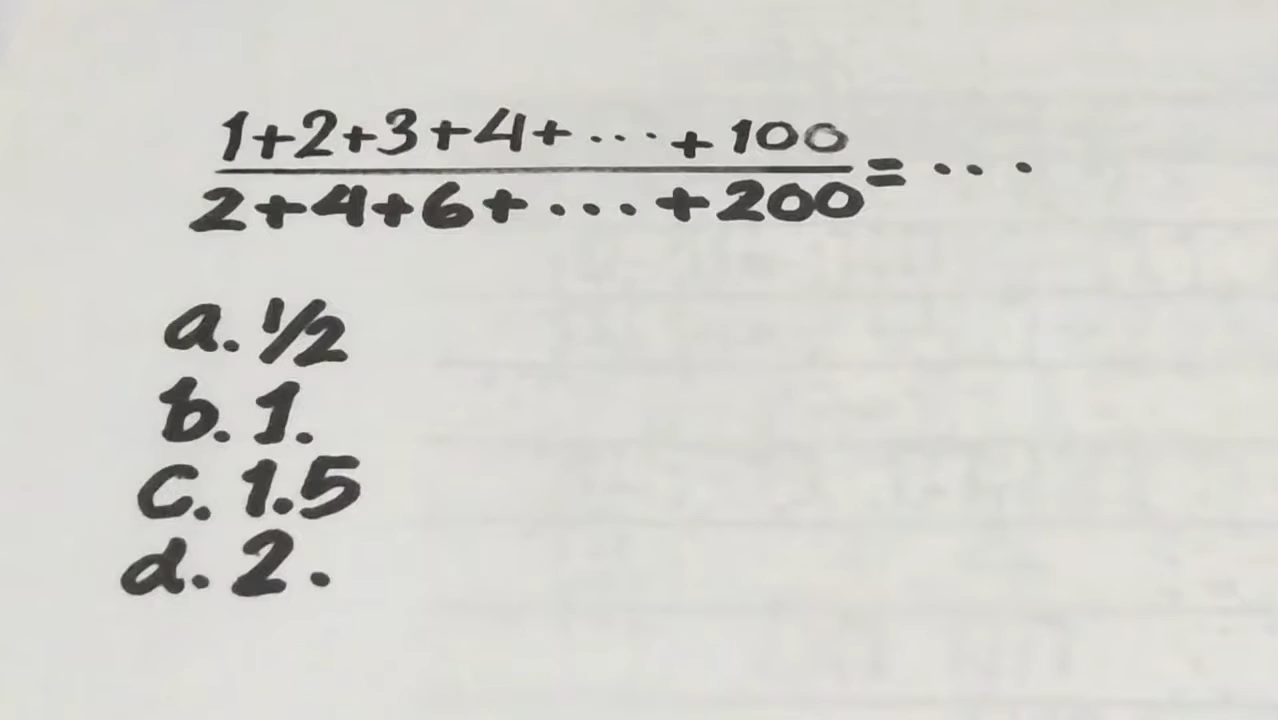 1+2+3+4+...+100
2+4+6+...+200 = ...
a. 1/2
b. 1.
c. 1.5
d. 2.